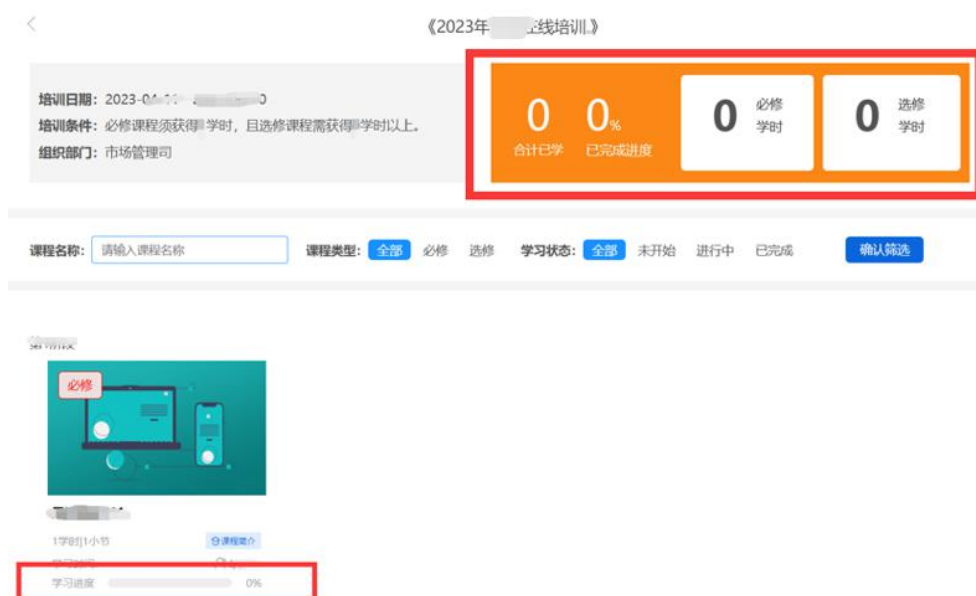 《2023年 在线培训》
培训日期：2023-0
培训条件：必修课程须获得 学时，且选修课程需获得 学时以上。
组织部门：市场管理司
0 合计已学
0% 已完成进度
0 必修学时
0 选修学时
课程名称： 请输入课程名称 课程类型： 全部 必修 选修 学习状态： 全部 未开始 进行中 已完成 确认筛选
必修
1学时|1小节 课程简介
学习进度 0%